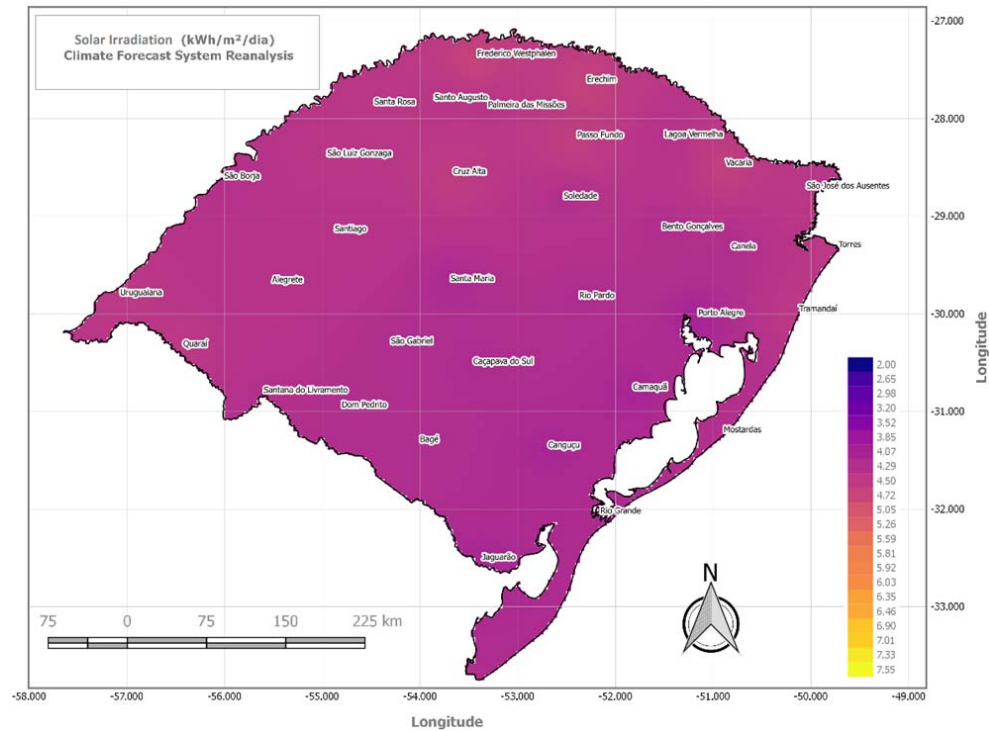 Solar Irradiation (kWh/m²/dia)
Climate Forecast System Reanalysis
-27.000
Frederico Westphalen
Erechim
Santo Augusto
Santa Rosa
Palmeira das Missões
-28.000
Passo Fundo
Lagoa Vermelha
São Luiz Gonzaga
Vacaria
Cruz Alta
São Borja
São José dos Ausentes
Soledade
-29.000
Santiago
Bento Gonçalves
Canela
Torres
Santa Maria
Alegrete
Uruguaiana
Rio Pardo
Tramandaí
Porto Alegre
-30.000
Quaraí
São Gabriel
Caçapava do Sul
Longitude
Santana do Livramento
Camaquã
Dom Pedrito
-31.000
Mostardas
Bagé
Canguçu
Rio Grande
-32.000
Jaguarão
-33.000
2.00
2.65
2.98
3.20
3.52
3.85
4.07
4.29
4.50
4.72
5.05
5.26
5.59
5.81
5.92
6.03
6.35
6.46
6.90
7.01
7.33
7.55
N
75 0 75 150 225 km
-58.000 -57.000 -56.000 -55.000 -54.000 -53.000 -52.000 -51.000 -50.000 -49.000
Longitude